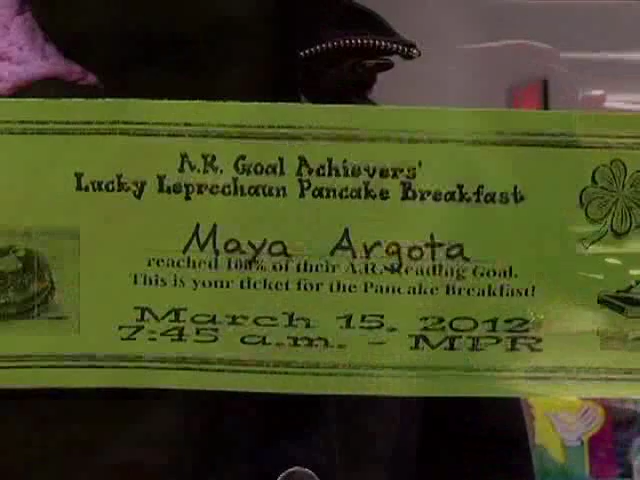 A.R. Goal Achievers'
Lucky Leprechaun Pancake Breakfast
Maya Argota
reached 100% of their A.R. Reading Goal.
This is your ticket for the Pancake Breakfast!
March 15, 2012
7:45 a.m. - MPR